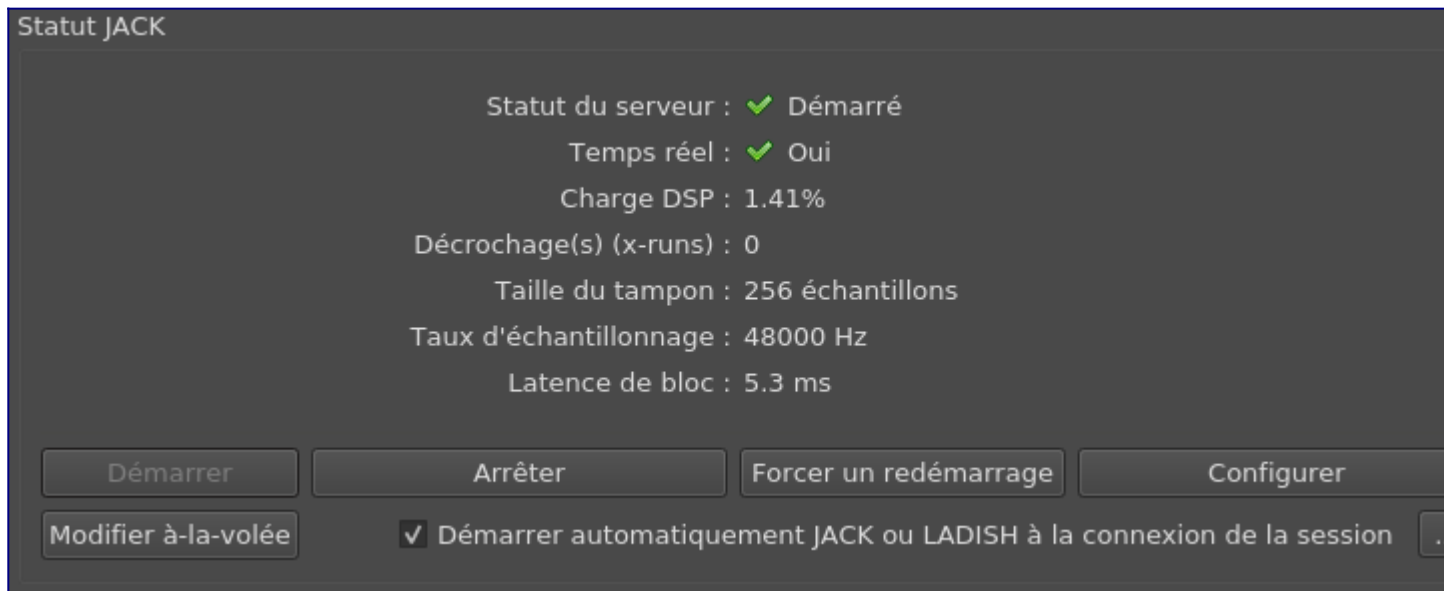 Statut JACK
Statut du serveur : Démarré
Temps réel : Oui
Charge DSP : 1.41%
Décrochage(s) (x-runs) : 0
Taille du tampon : 256 échantillons
Taux d'échantillonnage : 48000 Hz
Latence de bloc : 5.3 ms
Démarrer Arrêter Forcer un redémarrage Configurer
Modifier à-la-volée Démarrer automatiquement JACK ou LADISH à la connexion de la session